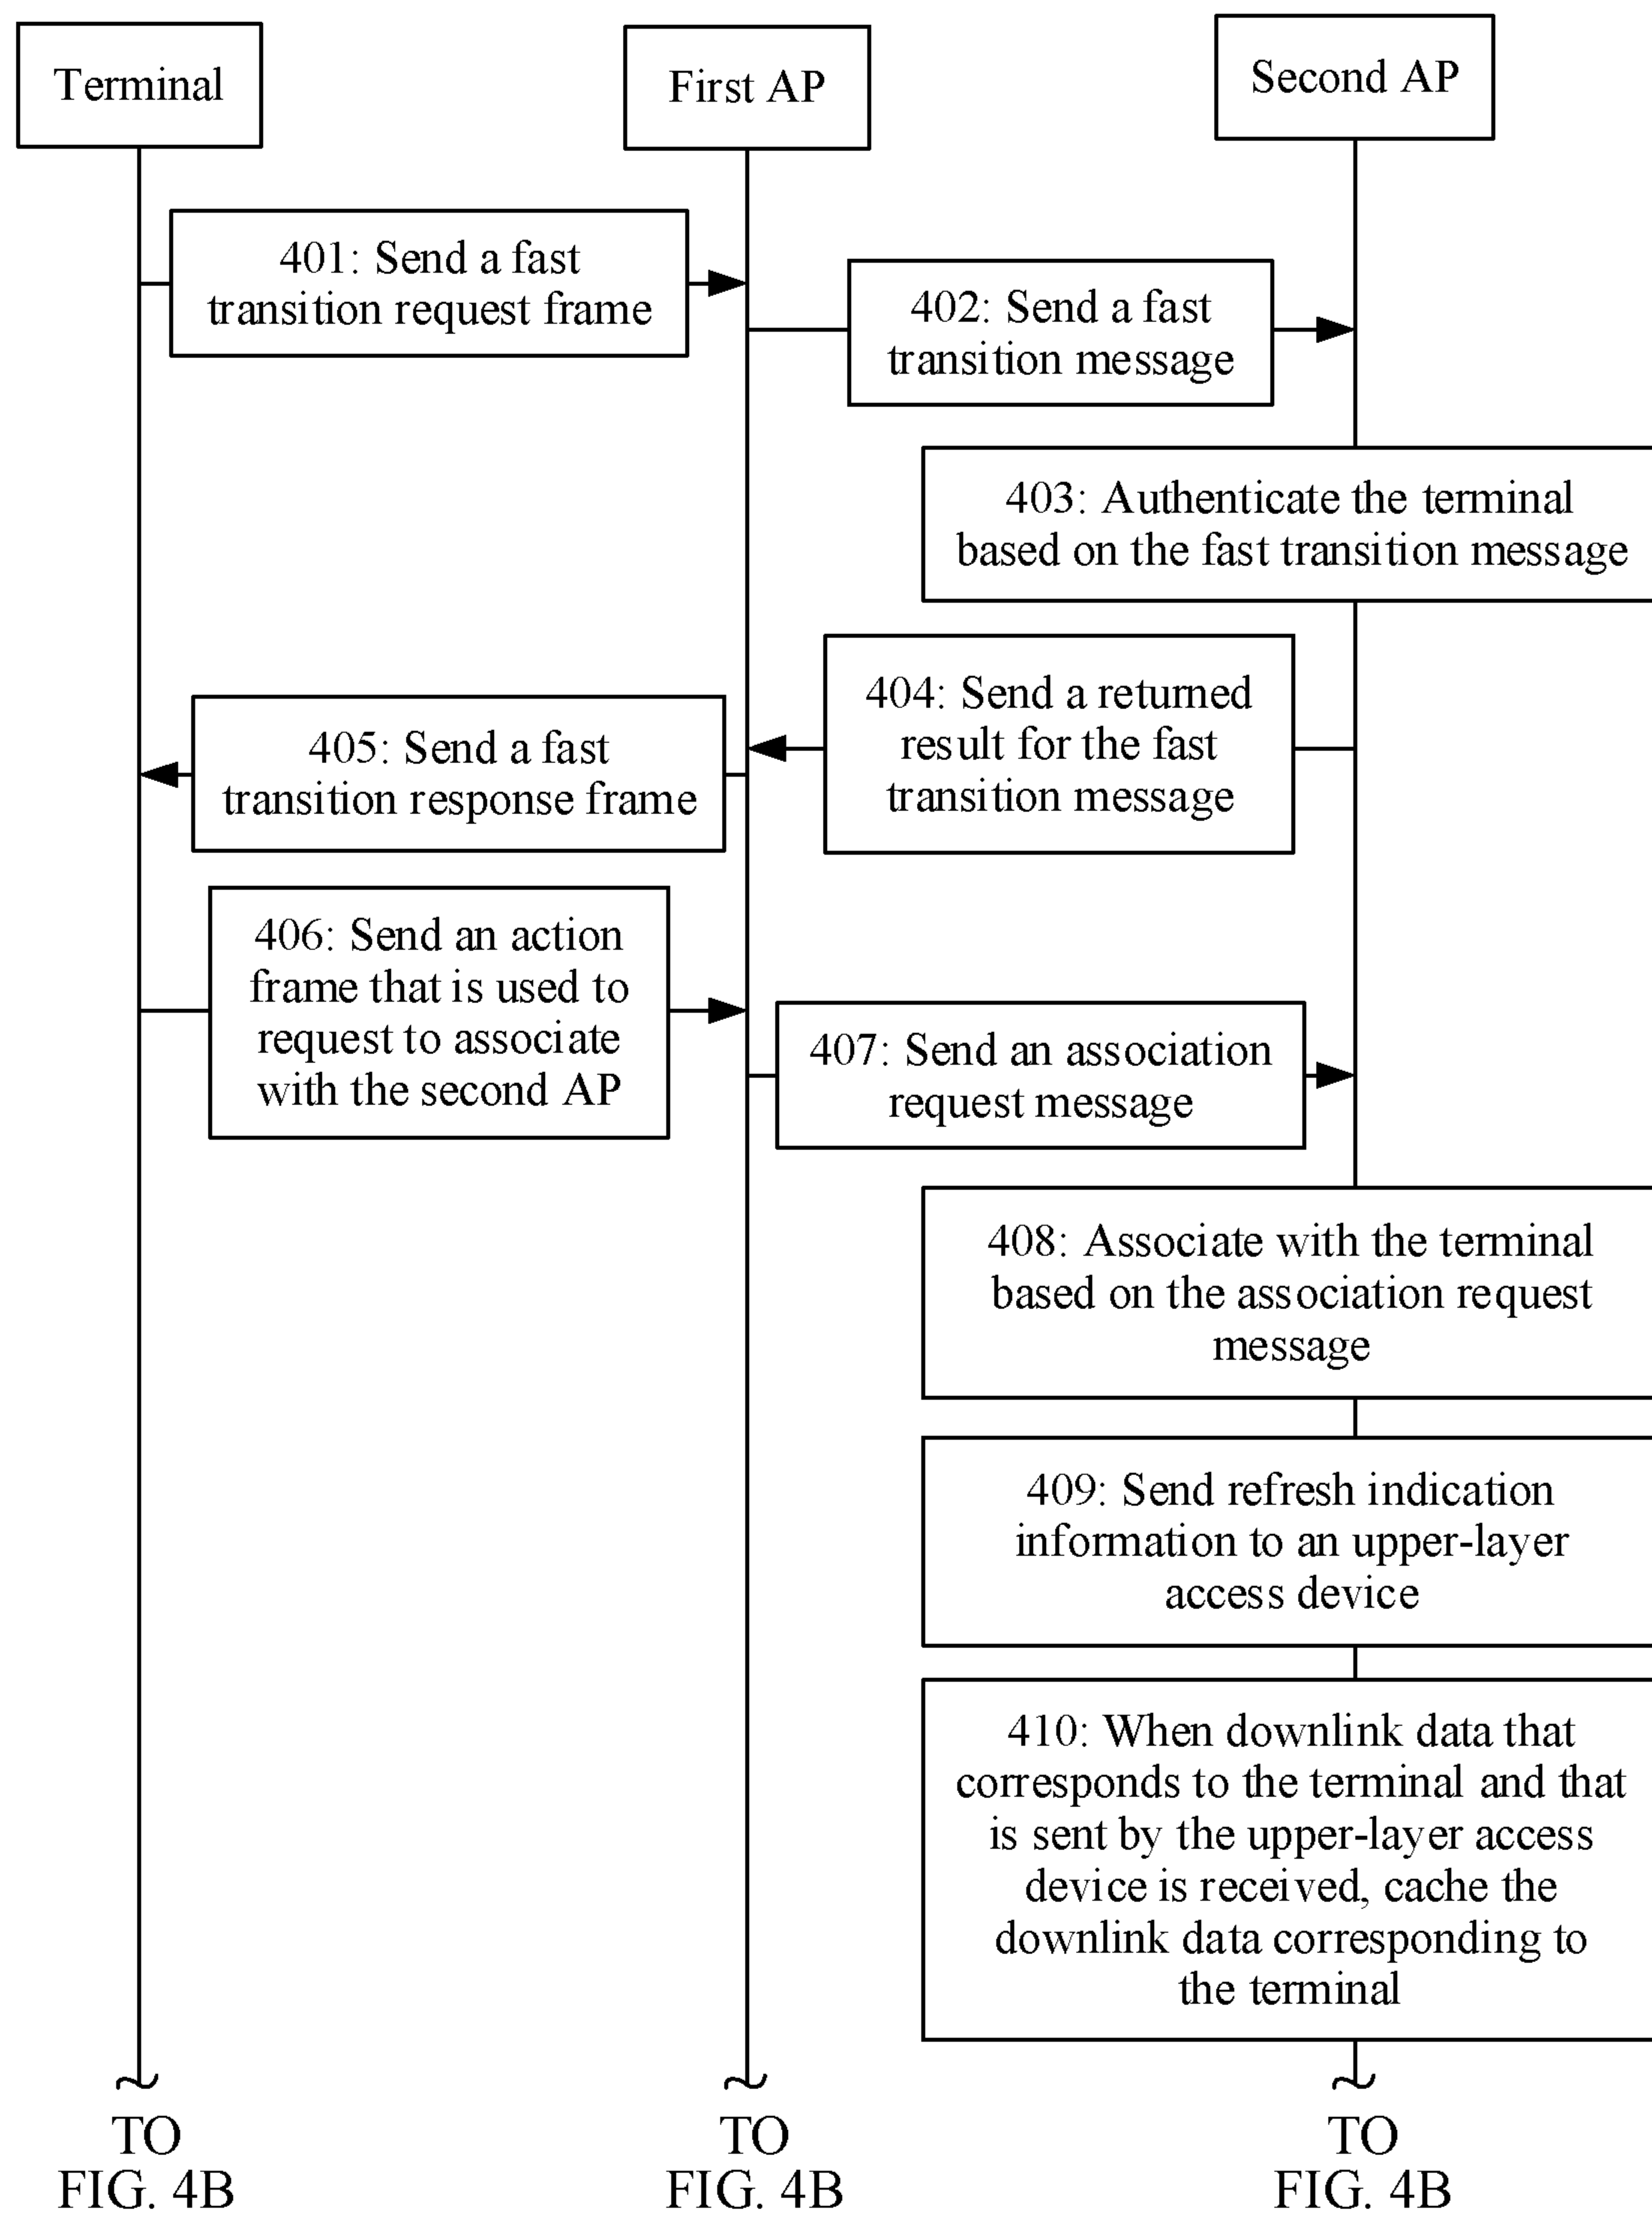 Terminal
First AP
Second AP
401: Send a fast
transition request frame
402: Send a fast
transition message
403: Authenticate the terminal
based on the fast transition message
404: Send a returned
result for the fast
transition message
405: Send a fast
transition response frame
406: Send an action
frame that is used to
request to associate
with the second AP
407: Send an association
request message
408: Associate with the terminal
based on the association request
message
409: Send refresh indication
information to an upper-layer
access device
410: When downlink data that
corresponds to the terminal and that
is sent by the upper-layer access
device is received, cache the
downlink data corresponding to
the terminal
TO
FIG. 4B
TO
FIG. 4B
TO
FIG. 4B